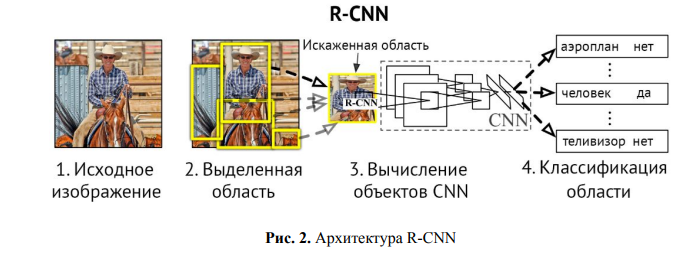 R-CNN
Искаженная область
R-CNN
CNN
аэроплан нет
человек да
теливизор нет
1. Исходное
изображение
2. Выделенная
область
3. Вычисление
объектов CNN
4. Классификация
области
Рис. 2. Архитектура R-CNN